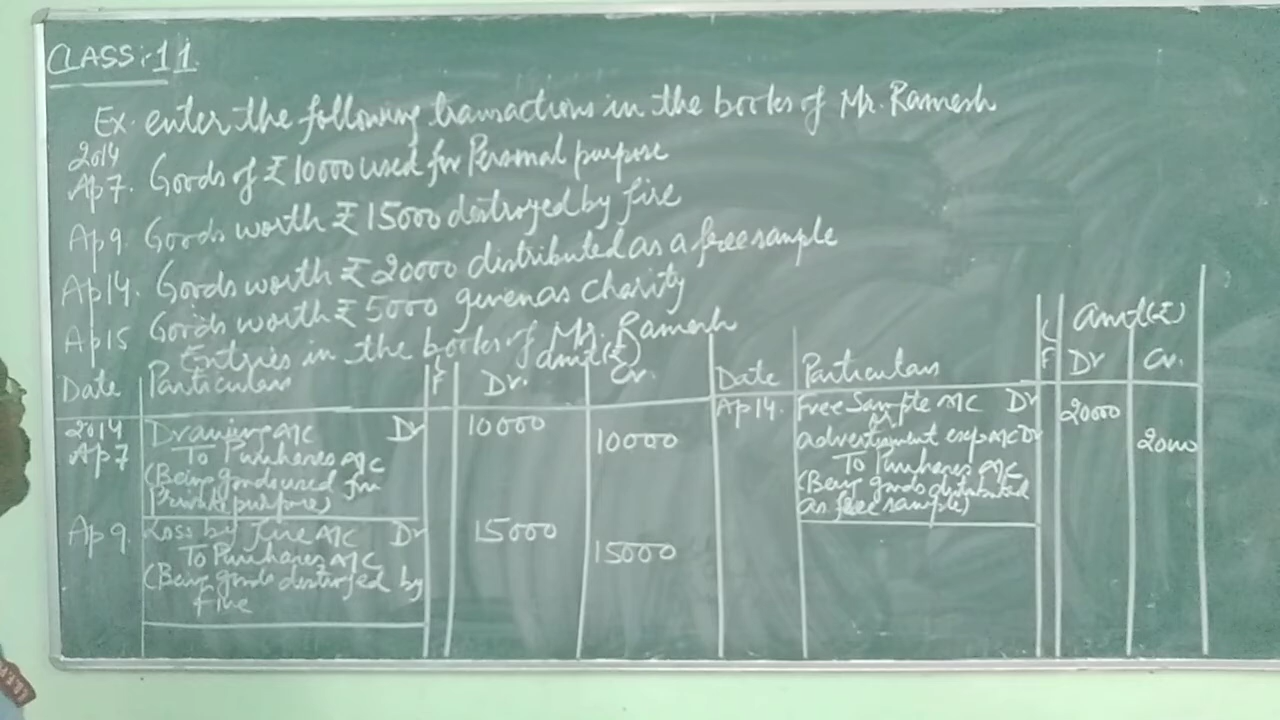 CLASS:-11.
Ex. enter the following transactions in the books of Mr. Ramesh
2014
Ap 7. Goods of ₹ 10000 used for Personal purpose
Ap 9. Goods worth ₹ 15000 destroyed by fire
Ap 14. Goods worth ₹ 20000 distributed as a free sample
Ap 15 Goods worth ₹ 5000 given as charity
Entries in the books of Mr. Ramesh
Date Particulars LF amt(₹) Dr. Cr.
2014
Ap 7 Drawing A/C Dr 10000
To Purchases A/C 10000
(Being goods used for
Private purpose)
Ap 9. Loss by fire A/C Dr 15000
To Purchases A/C 15000
(Being goods destroyed by
fire
Date Particulars LF amt(₹) Dr Cr.
Ap 14. Free Sample A/C Dr 20000
advertisment exp A/C Dr
To Purchases A/C 20000
(Being goods distributed
as free sample)